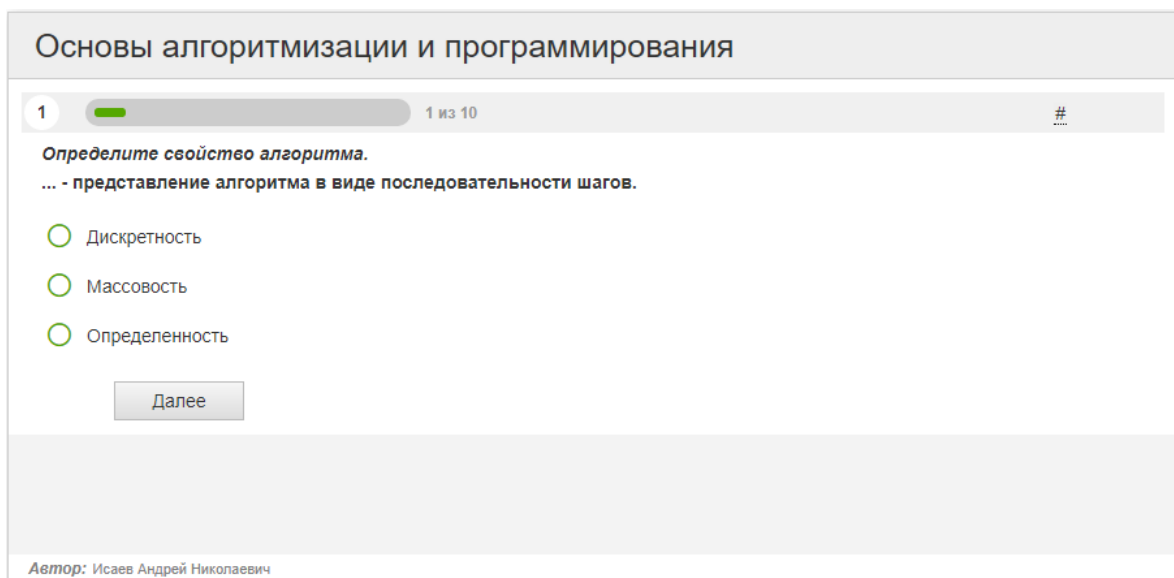 Основы алгоритмизации и программирования
1 1 из 10 #
Определите свойство алгоритма.
... - представление алгоритма в виде последовательности шагов.
Дискретность
Массовость
Определенность
Далее
Автор: Исаев Андрей Николаевич